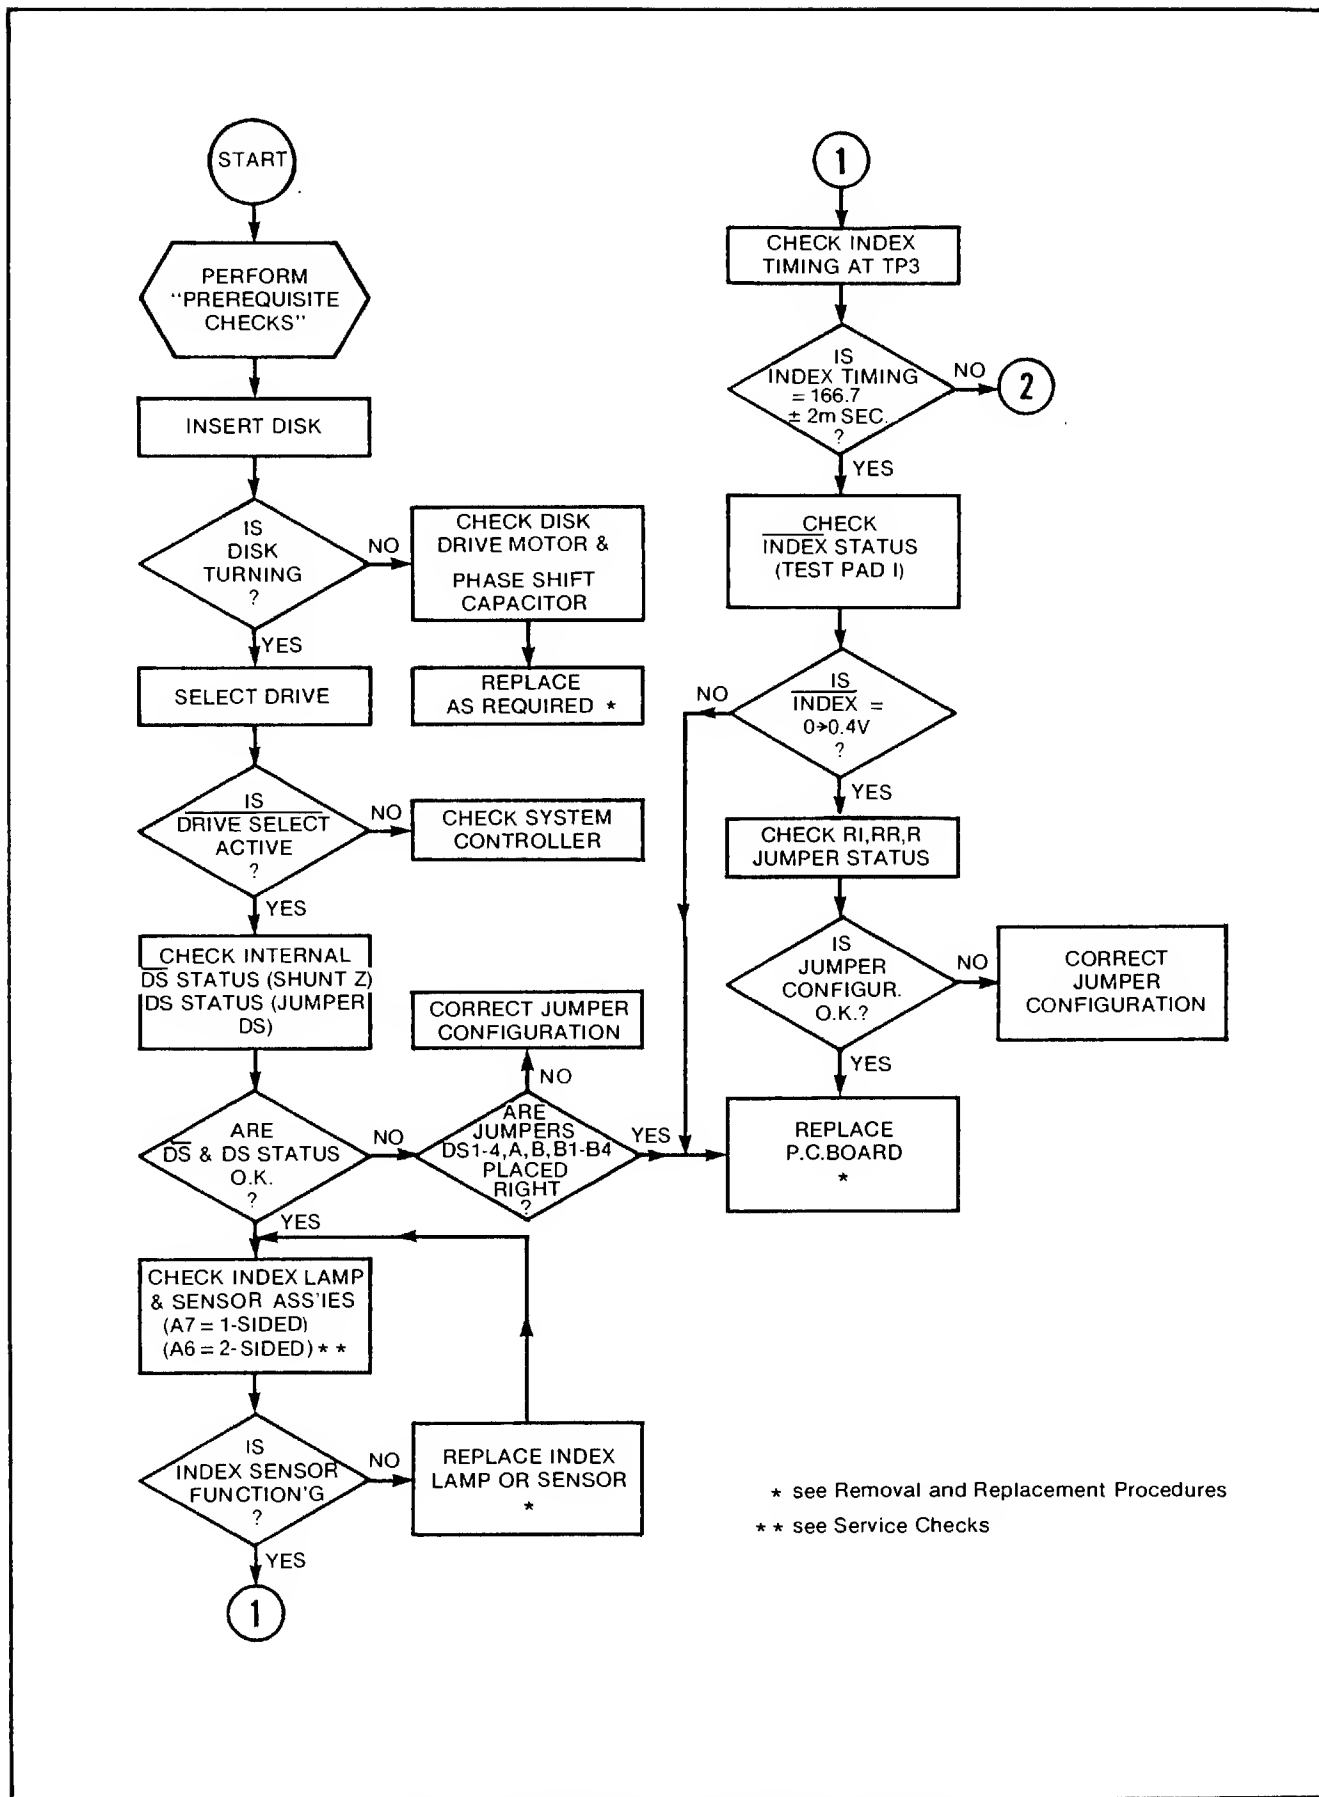 START
PERFORM
"PREREQUISITE
CHECKS"
INSERT DISK
IS
DISK
TURNING
?
NO
CHECK DISK
DRIVE MOTOR &
PHASE SHIFT
CAPACITOR
REPLACE
AS REQUIRED *
YES
SELECT DRIVE
IS
DRIVE SELECT
ACTIVE
?
NO
CHECK SYSTEM
CONTROLLER
YES
CHECK INTERNAL
DS STATUS (SHUNT Z)
DS STATUS (JUMPER
DS)
ARE
DS & DS STATUS
O.K.
?
NO
ARE
JUMPERS
DS1-4,A,B,B1-B4
PLACED
RIGHT
?
NO
CORRECT JUMPER
CONFIGURATION
YES
YES
CHECK INDEX LAMP
& SENSOR ASS'IES
(A7 = 1-SIDED)
(A6 = 2-SIDED) * *
IS
INDEX SENSOR
FUNCTION'G
?
NO
REPLACE INDEX
LAMP OR SENSOR
*
YES
1
1
CHECK INDEX
TIMING AT TP3
IS
INDEX TIMING
= 166.7
± 2m SEC.
?
NO
2
YES
CHECK
INDEX STATUS
(TEST PAD I)
IS
INDEX =
0→0.4V
?
NO
YES
CHECK RI,RR,R
JUMPER STATUS
IS
JUMPER
CONFIGUR.
O.K.?
NO
CORRECT
JUMPER
CONFIGURATION
YES
REPLACE
P.C.BOARD
*
* see Removal and Replacement Procedures
* * see Service Checks